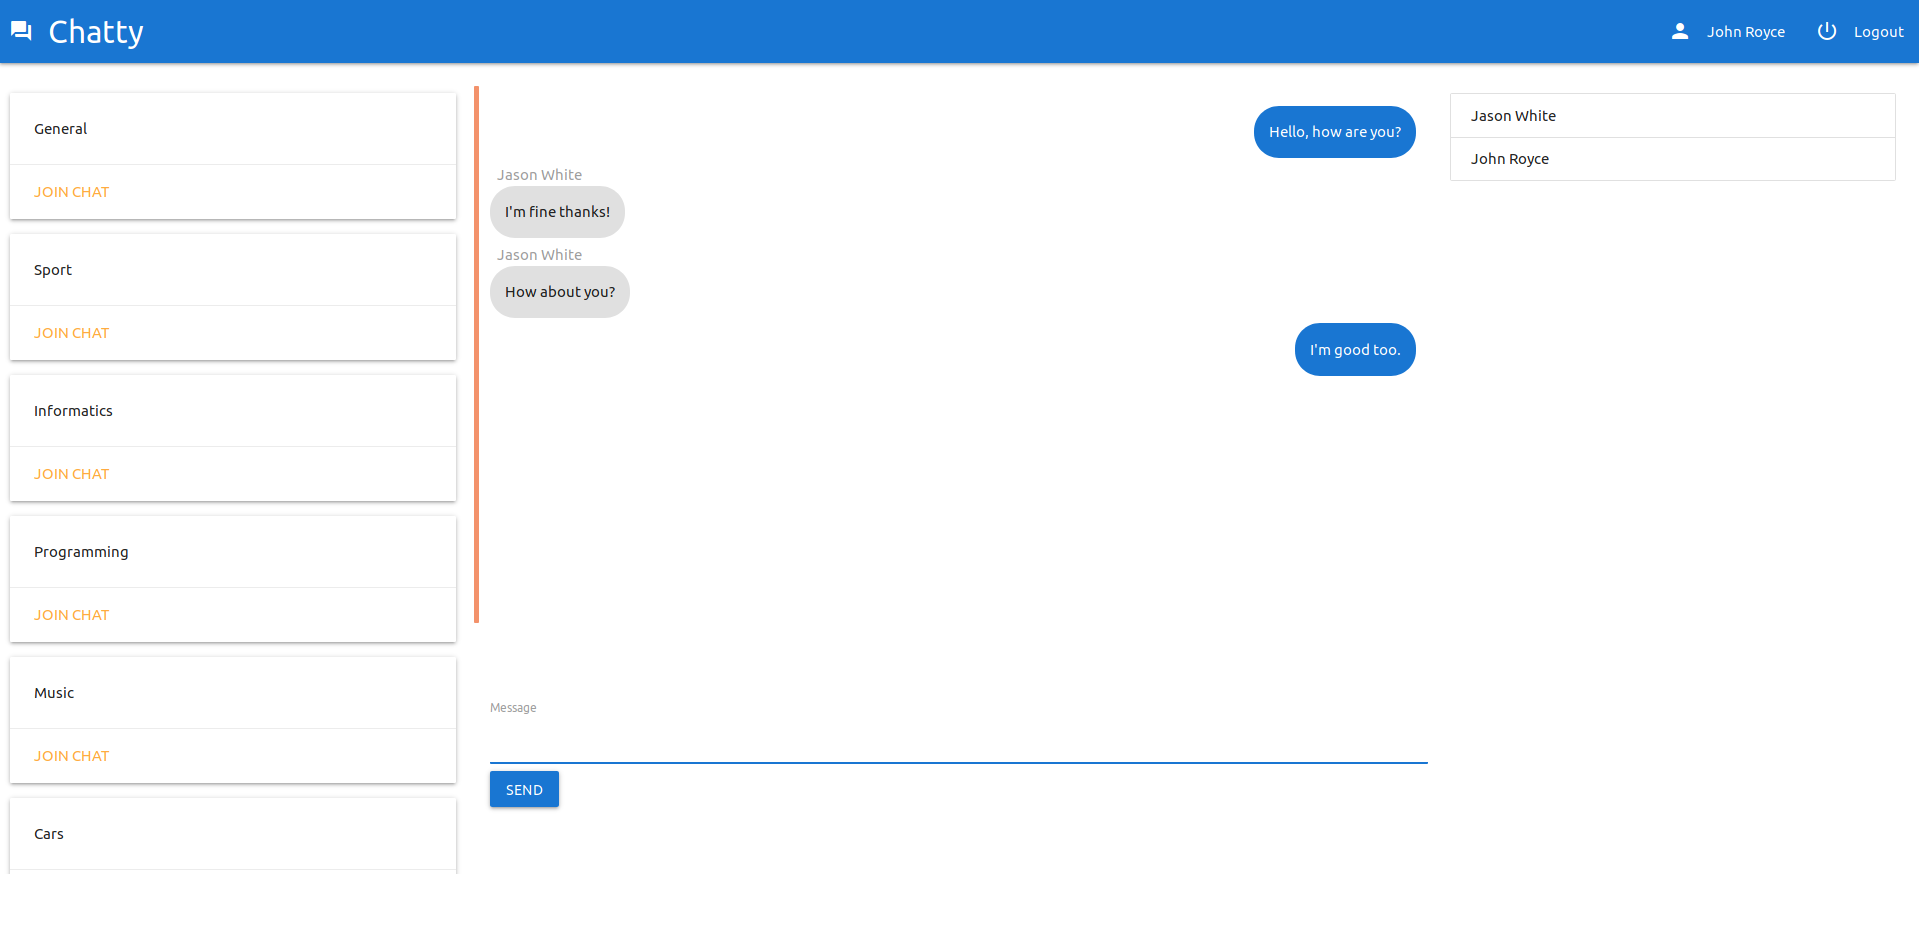 Chatty
John Royce
Logout
General
JOIN CHAT
Sport
JOIN CHAT
Informatics
JOIN CHAT
Programming
JOIN CHAT
Music
JOIN CHAT
Cars
Hello, how are you?
Jason White
I'm fine thanks!
Jason White
How about you?
I'm good too.
Message
SEND
Jason White
John Royce